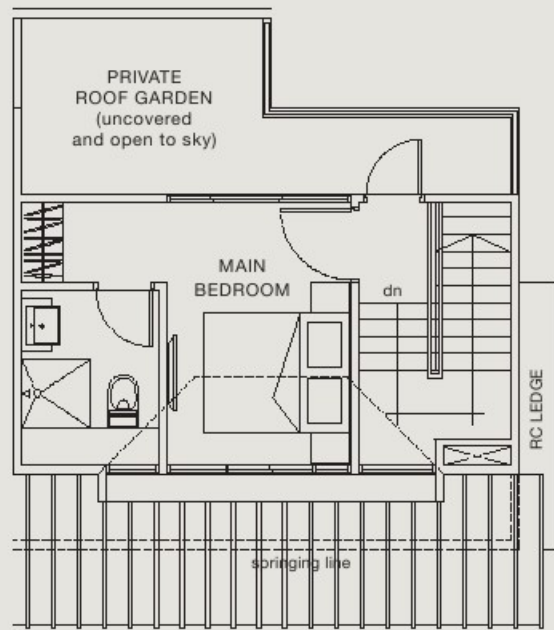 PRIVATE
ROOF GARDEN
(uncovered
and open to sky)
MAIN
BEDROOM
dn
RC LEDGE
springing line